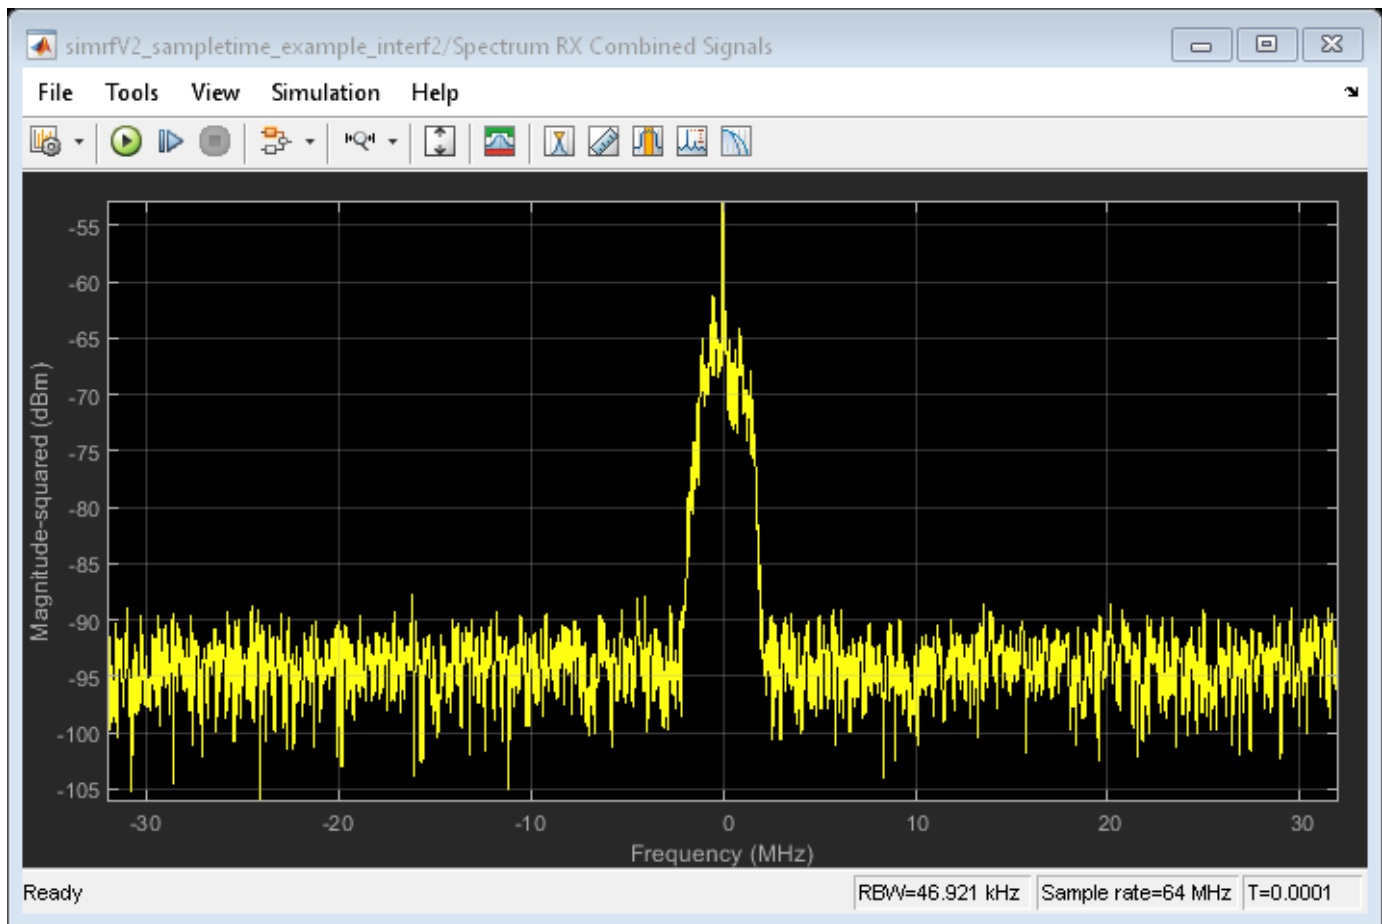 simrfV2_sampletime_example_interf2/Spectrum RX Combined Signals
File Tools View Simulation Help
-55
-60
-65
-70
-75
-80
-85
-90
-95
-100
-105
Magnitude-squared (dBm)
-30 -20 -10 0 10 20 30
Frequency (MHz)
Ready RBW=46.921 kHz Sample rate=64 MHz T=0.0001